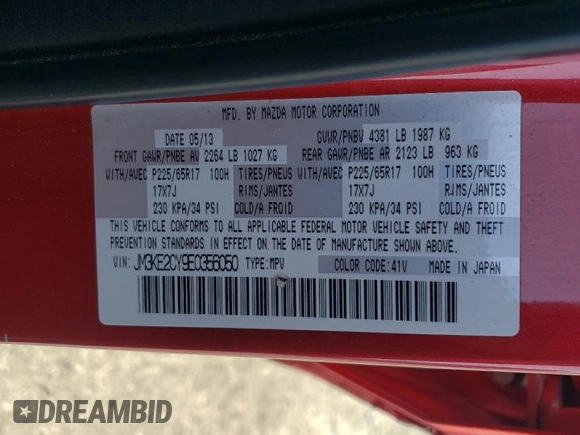 MFD. BY MAZDA MOTOR CORPORATION
DATE 05/13 GVWR/PNBV 4381 LB 1987 KG
FRONT GAWR/PNBE AV 2264 LB 1027 KG REAR GAWR/PNBE AR 2123 LB 963 KG
WITH/AVEC P225/65R17 100H TIRES/PNEUS WITH/AVEC P225/65R17 100H TIRES/PNEUS
17X7J RIMS/JANTES 17X7J RIMS/JANTES
230 KPA/34 PSI COLD/A FROID 230 KPA/34 PSI COLD/A FROID
THIS VEHICLE CONFORMS TO ALL APPLICABLE FEDERAL MOTOR VEHICLE SAFETY AND THEFT
PREVENTION STANDARDS IN EFFECT ON THE DATE OF MANUFACTURE SHOWN ABOVE.
VIN: JM3KE2CY9E0356050 TYPE: MPV COLOR CODE: 41V MADE IN JAPAN
DREAMBID